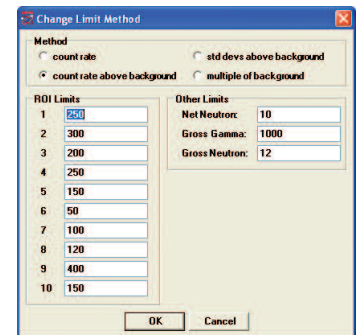 Change Limit Method
Method
count rate
std devs above background
count rate above background
multiple of background
ROI Limits
1 250
2 300
3 200
4 250
5 150
6 50
7 100
8 120
9 400
10 150
Other Limits
Net Neutron: 10
Gross Gamma: 1000
Gross Neutron: 12
OK
Cancel